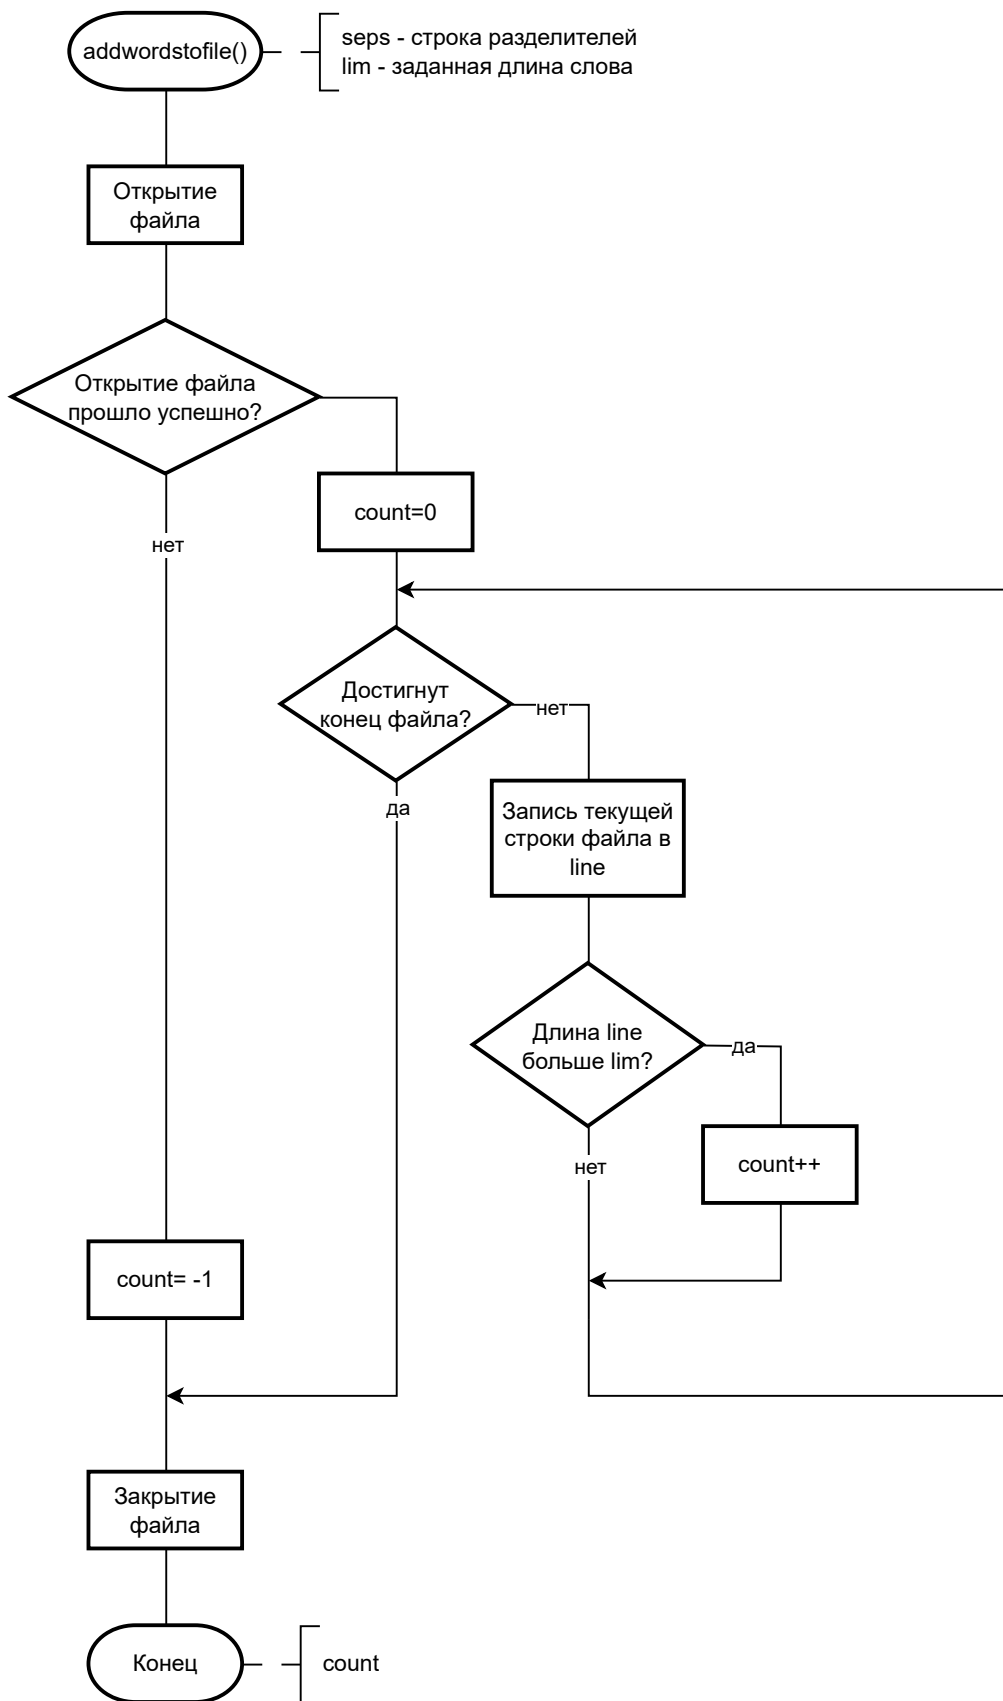 addwordstofile()
seps - строка разделителей
lim - заданная длина слова
Открытие
файла
Открытие файла
прошло успешно?
count=0
нет
Достигнут
конец файла?
нет
да
Запись текущей
строки файла в
line
Длина line
больше lim?
да
нет
count++
count= -1
Закрытие
файла
Конец
count